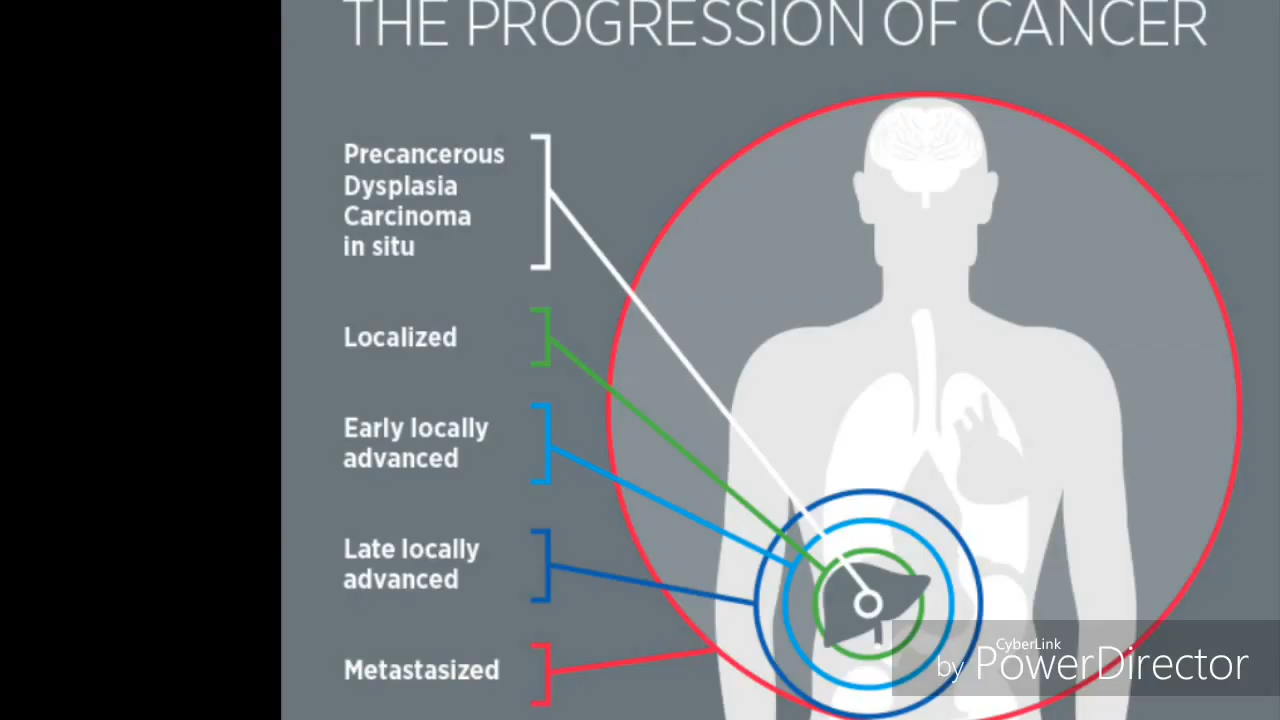 THE PROGRESSION OF CANCER
Precancerous
Dysplasia
Carcinoma
in situ
Localized
Early locally
advanced
Late locally
advanced
Metastasized
CyberLink
by PowerDirector